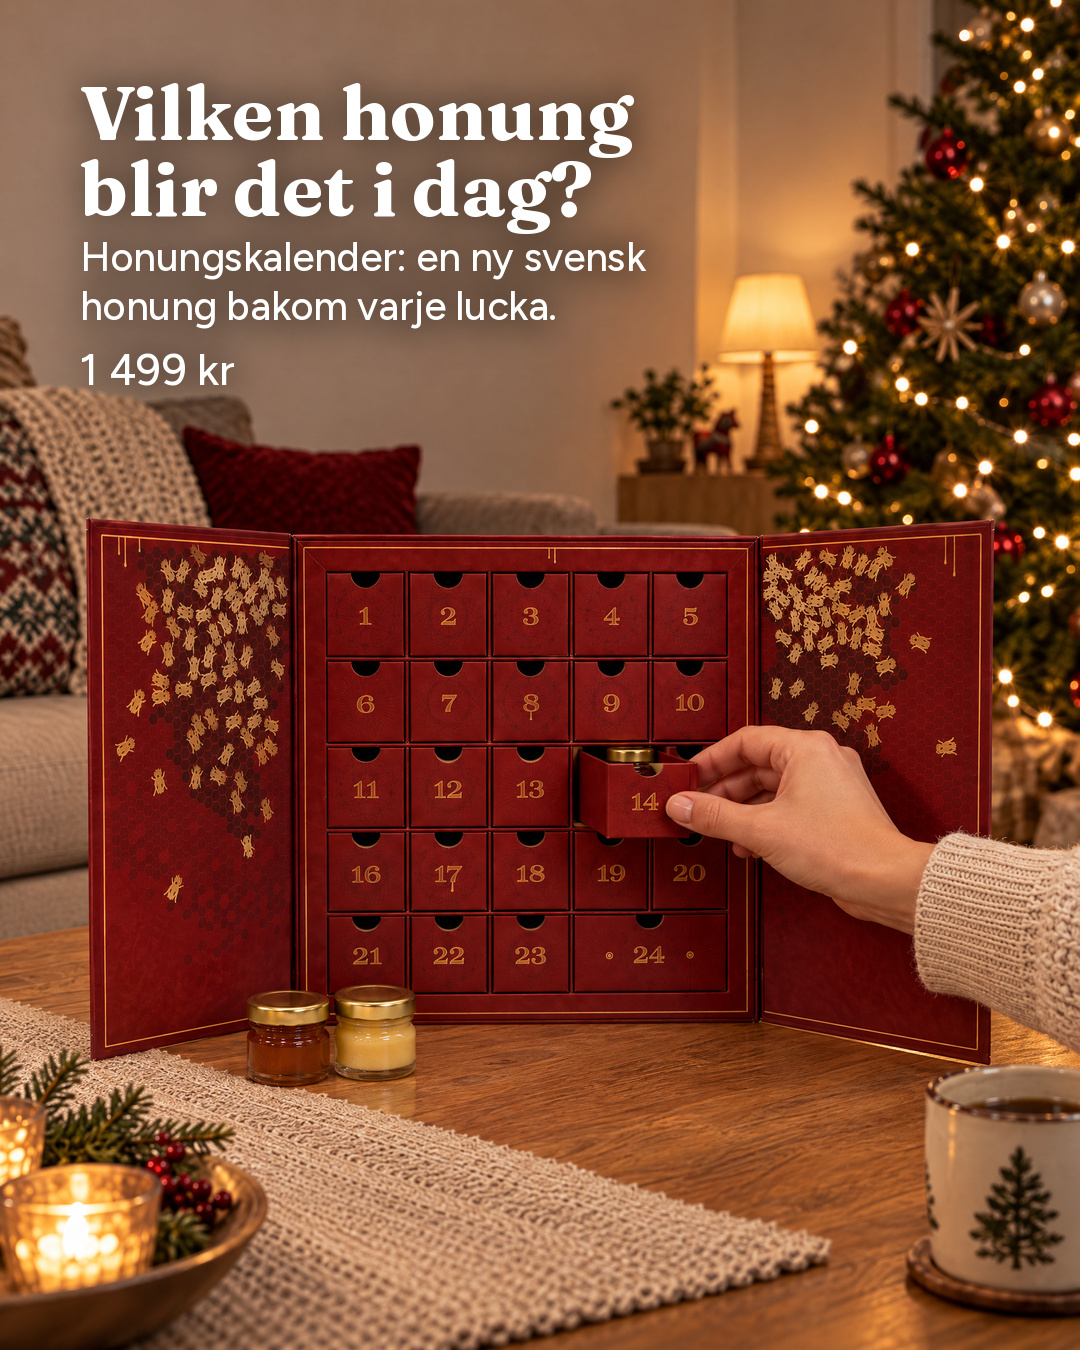 Vilken honung
blir det i dag?
Honungskalender: en ny svensk
honung bakom varje lucka.
1 499 kr
1 2 3 4 5
6 7 8 9 10
11 12 13 14
16 17 18 19 20
21 22 23 24